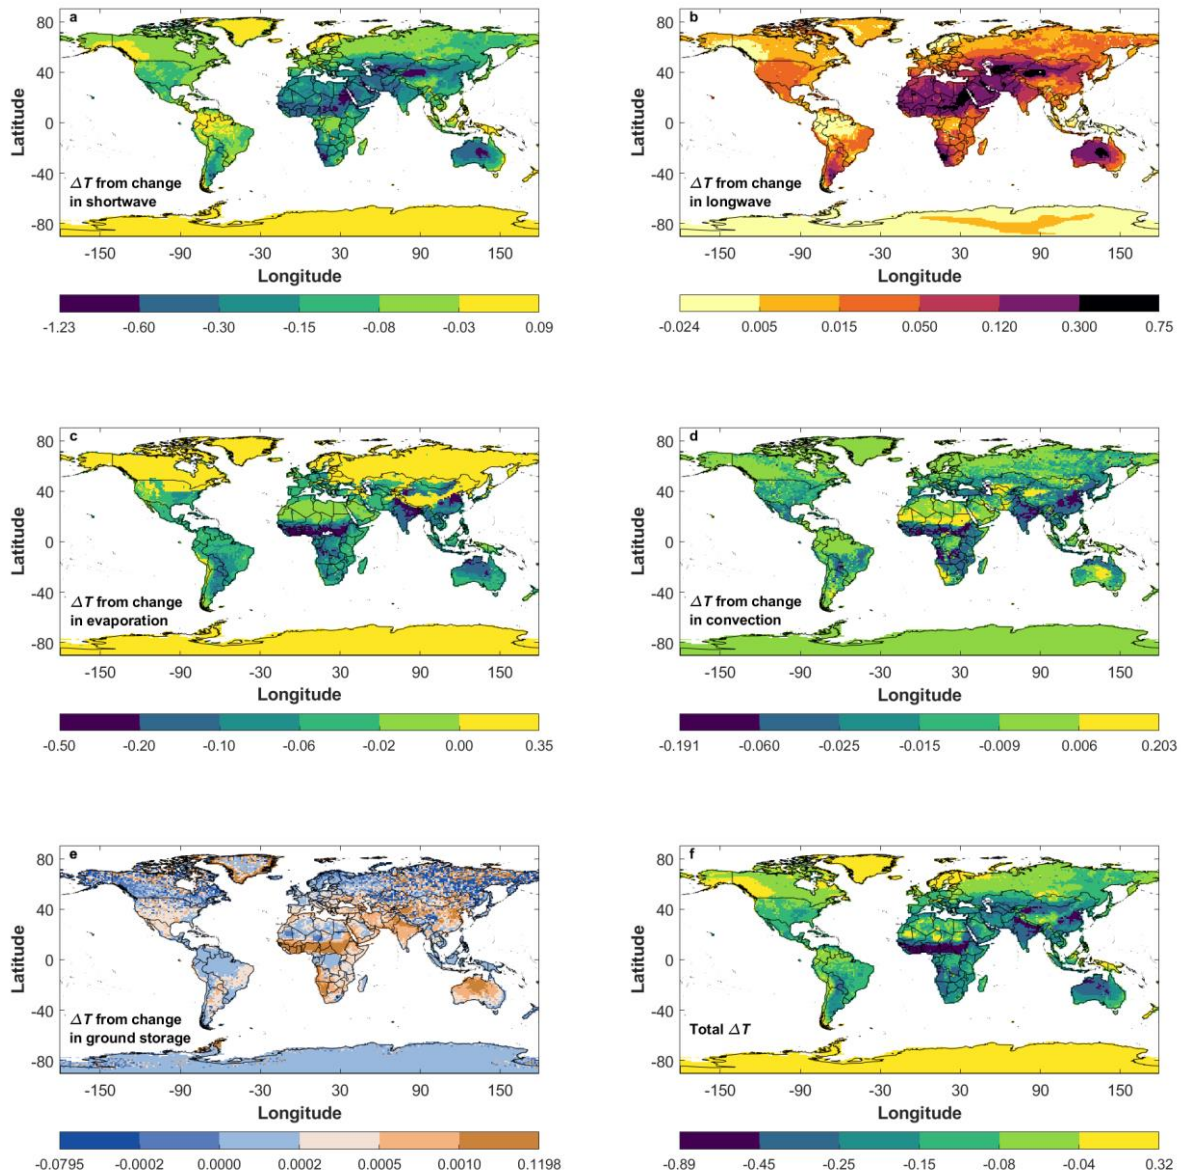 a
80
40
0
-40
-80
Latitude
ΔT from change
in shortwave
-150 -90 -30 30 90 150
Longitude
-1.23 -0.60 -0.30 -0.15 -0.08 -0.03 0.09
b
80
40
0
-40
-80
Latitude
ΔT from change
in longwave
-150 -90 -30 30 90 150
Longitude
-0.024 0.005 0.015 0.050 0.120 0.300 0.75
c
80
40
0
-40
-80
Latitude
ΔT from change
in evaporation
-150 -90 -30 30 90 150
Longitude
-0.50 -0.20 -0.10 -0.06 -0.02 0.00 0.35
d
80
40
0
-40
-80
Latitude
ΔT from change
in convection
-150 -90 -30 30 90 150
Longitude
-0.191 -0.060 -0.025 -0.015 -0.009 0.006 0.203
e
80
40
0
-40
-80
Latitude
ΔT from change
in ground storage
-150 -90 -30 30 90 150
Longitude
-0.0795 -0.0002 0.0000 0.0002 0.0005 0.0010 0.1198
f
80
40
0
-40
-80
Latitude
Total ΔT
-150 -90 -30 30 90 150
Longitude
-0.89 -0.45 -0.25 -0.15 -0.08 -0.04 0.32